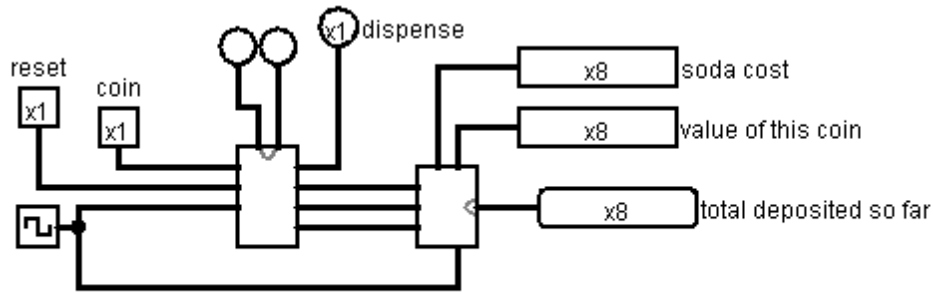 x1 dispense
reset
coin
x8 soda cost
x1
x1
x8 value of this coin
x8 total deposited so far